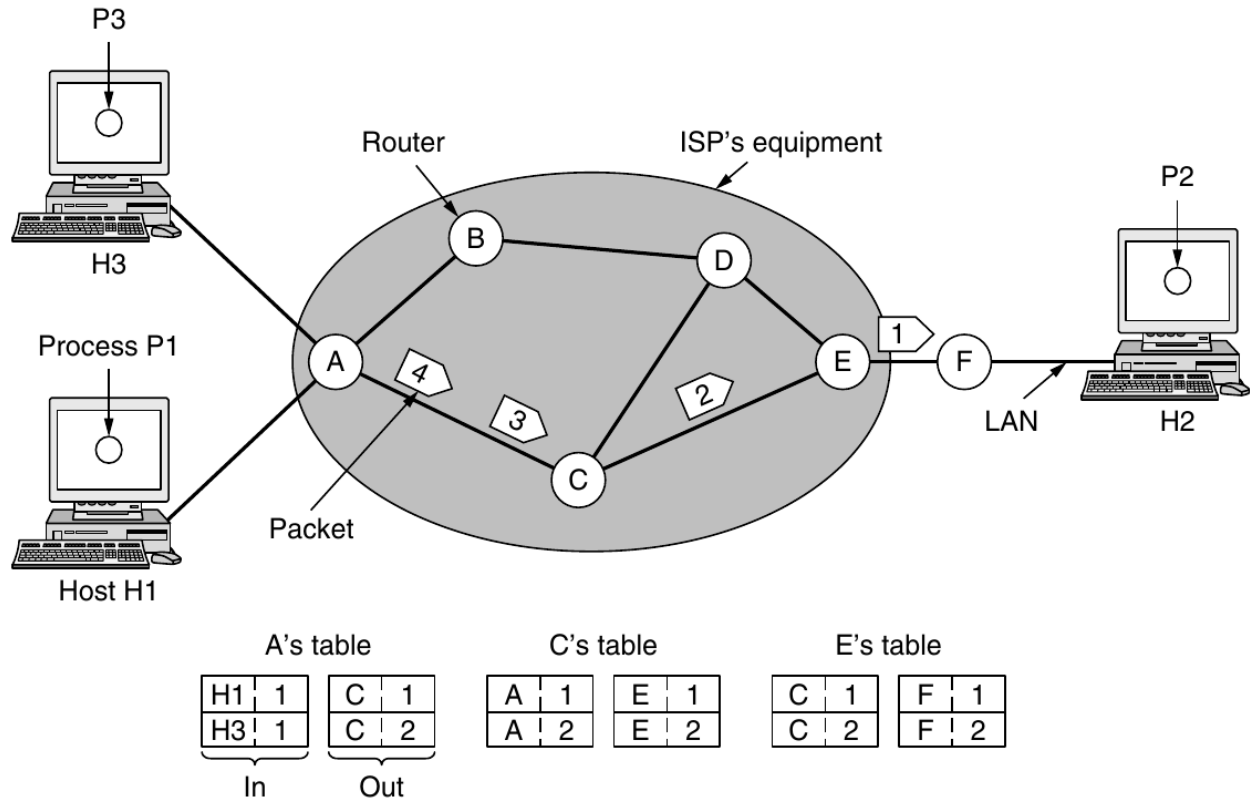 P3
Router
ISP's equipment
P2
B
D
H3
Process P1
A
4
3
2
E
1
F
C
LAN
H2
Packet
Host H1
A's table
C's table
E's table
H1 1 C 1 A 1 E 1 C 1 F 1
H3 1 C 2 A 2 E 2 C 2 F 2
In Out